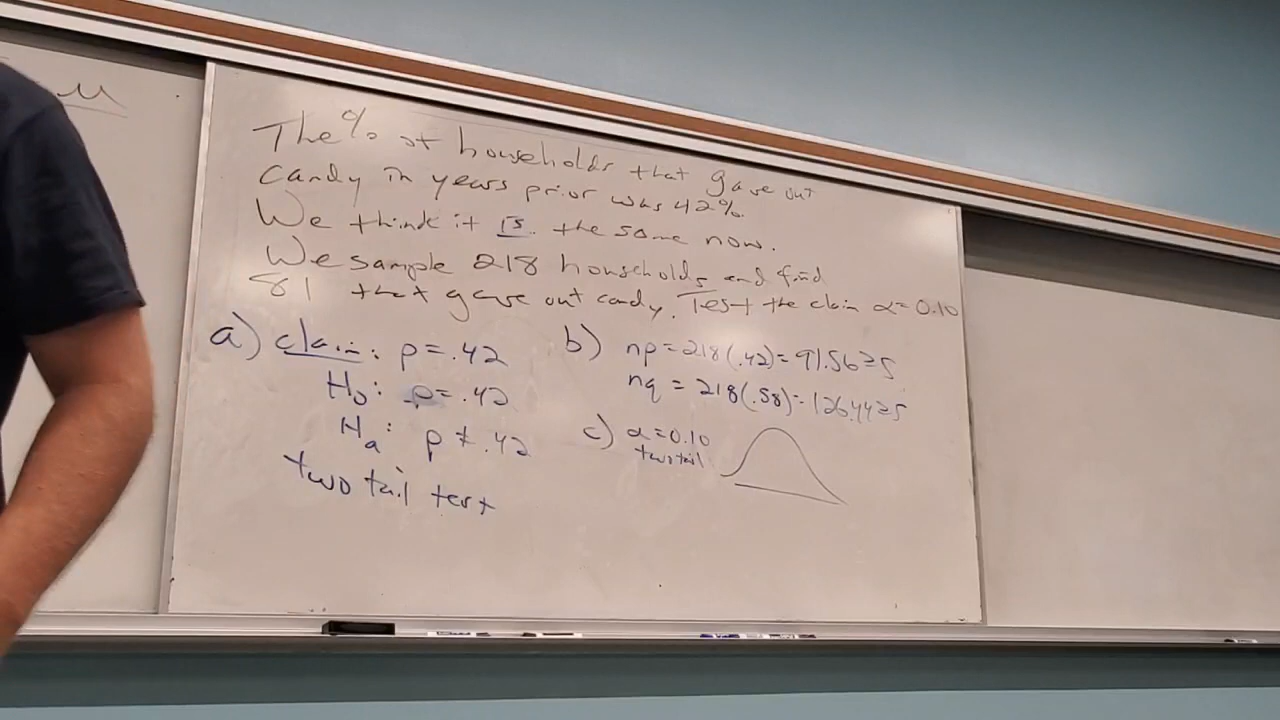 μ
The % of households that gave out
candy in years prior was 42%.
We think it is the same now.
We sample 218 households and find
81 that gave out candy. Test the claim α=0.10
a) claim: p=.42
H₀: p=.42
Hₐ: p≠.42
two tail test
b) np=218(.42)=91.56≥5
nq=218(.58)=126.44≥5
c) α=0.10
two tail